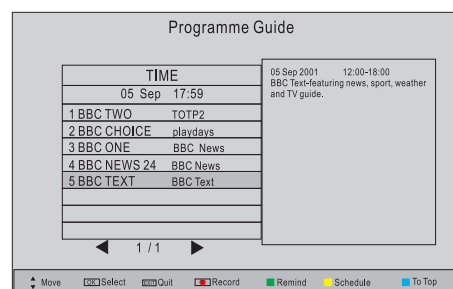 Programme Guide
TIME
05 Sep 17:59
1 BBC TWO TOTP2
2 BBC CHOICE playdays
3 BBC ONE BBC News
4 BBC NEWS 24 BBC News
5 BBC TEXT BBC Text
1 / 1
05 Sep 2001 12:00-18:00
BBC Text-featuring news, sport, weather
and TV guide.
Move OK Select EXIT Quit Record Remind Schedule To Top